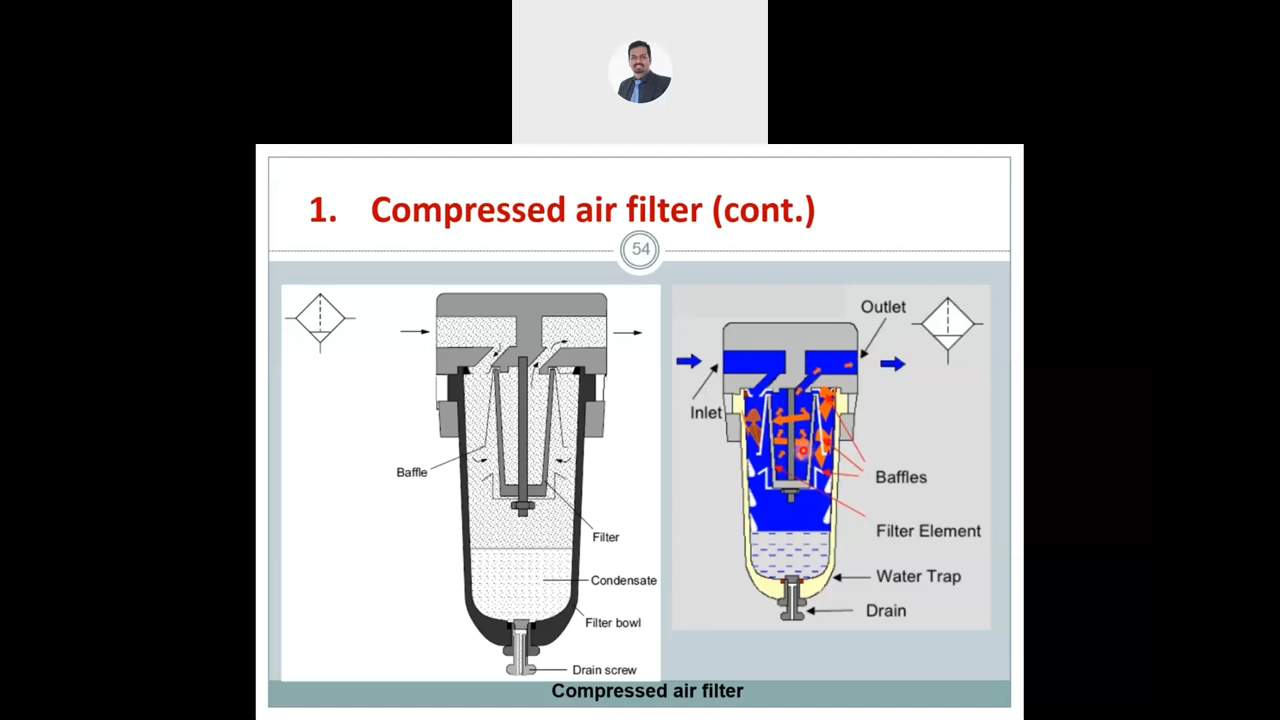 1. Compressed air filter (cont.)
54
Baffle
Filter
Condensate
Filter bowl
Drain screw
Outlet
Inlet
Baffles
Filter Element
Water Trap
Drain
Compressed air filter